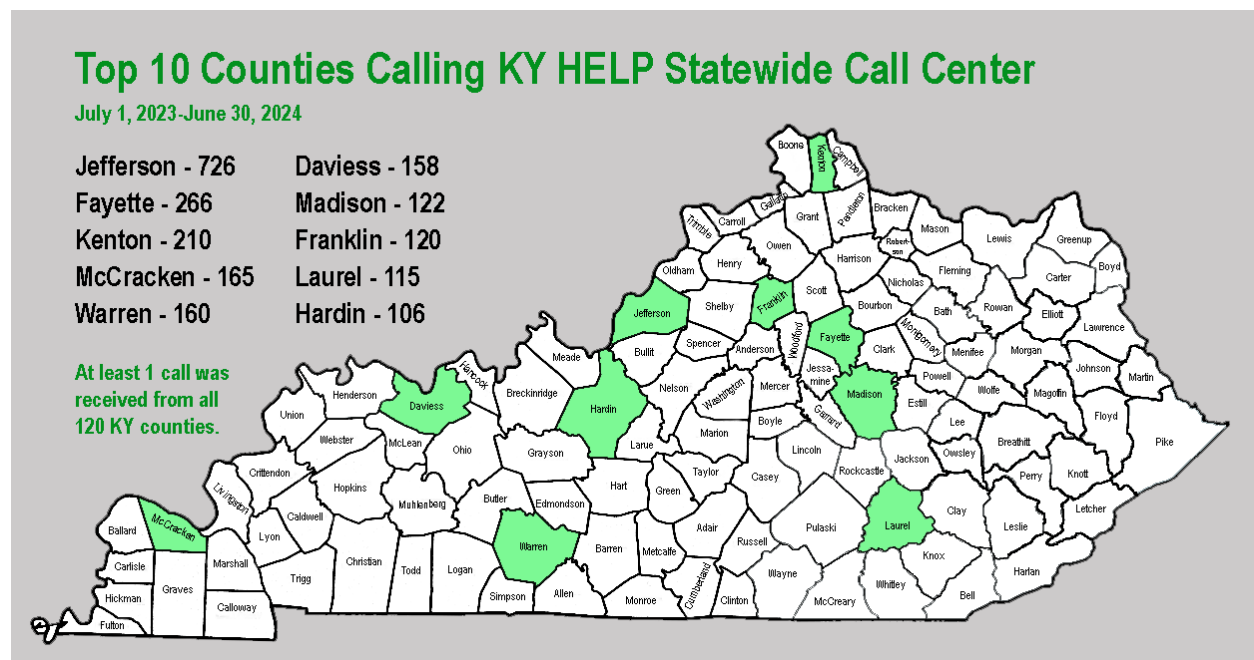 Top 10 Counties Calling KY HELP Statewide Call Center
July 1, 2023-June 30, 2024
Jefferson - 726
Fayette - 266
Kenton - 210
McCracken - 165
Warren - 160
Daviess - 158
Madison - 122
Franklin - 120
Laurel - 115
Hardin - 106
At least 1 call was
received from all
120 KY counties.
Boone
Kenton
Campbell
Gallatin
Grant
Pendleton
Bracken
Trimble
Carroll
Owen
Robert-
son
Mason
Lewis
Greenup
Oldham
Henry
Harrison
Nicholas
Fleming
Carter
Boyd
Jefferson
Shelby
Franklin
Scott
Bourbon
Bath
Rowan
Elliott
Lawrence
Bullit
Spencer
Anderson
Woodford
Fayette
Clark
Montgomery
Menifee
Morgan
Johnson
Martin
Meade
Hancock
Breckinridge
Hardin
Nelson
Washington
Mercer
Jessa-
mine
Madison
Powell
Estill
Wolfe
Magoffin
Floyd
Pike
Henderson
Daviess
Union
Webster
McLean
Ohio
Grayson
Larue
Marion
Boyle
Garrard
Lincoln
Lee
Owsley
Breathitt
Knott
Perry
Letcher
Crittendon
Livingston
Hopkins
Muhlenberg
Butler
Edmondson
Hart
Green
Taylor
Casey
Rockcastle
Jackson
Clay
Leslie
Ballard
McCracken
Lyon
Caldwell
Christian
Todd
Logan
Warren
Barren
Metcalfe
Adair
Russell
Pulaski
Laurel
Knox
Harlan
Carlisle
Graves
Marshall
Trigg
Hickman
Calloway
Simpson
Allen
Monroe
Cumberland
Clinton
Wayne
McCreary
Whitley
Bell
Fulton